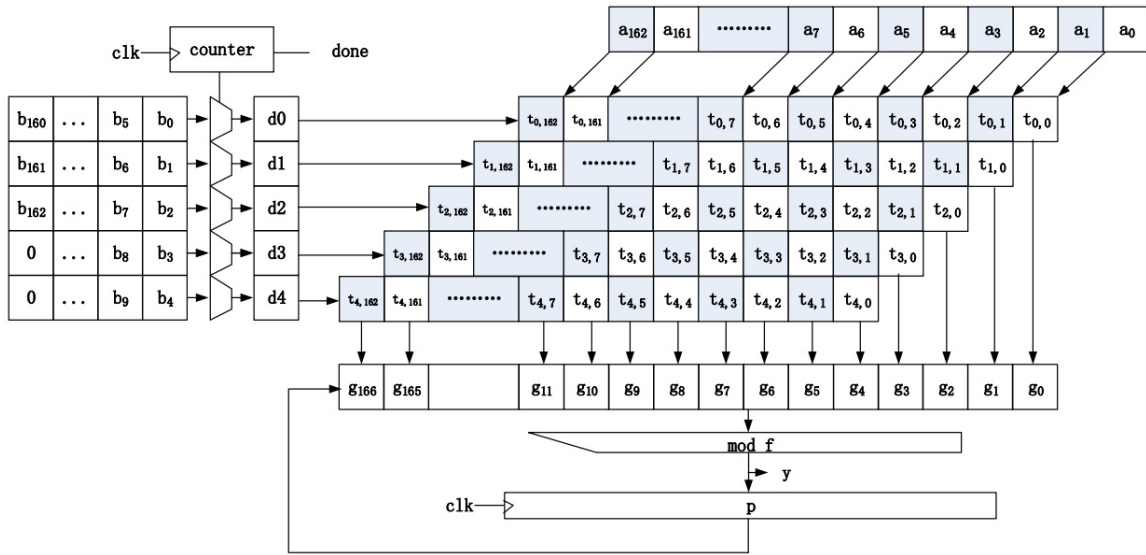 a₁₆₂ a₁₆₁ ········· a₇ a₆ a₅ a₄ a₃ a₂ a₁ a₀
clk counter done
b₁₆₀ ... b₅ b₀ d0 t₀,₁₆₂ t₀,₁₆₁ ········· t₀,₇ t₀,₆ t₀,₅ t₀,₄ t₀,₃ t₀,₂ t₀,₁ t₀,₀
b₁₆₁ ... b₆ b₁ d1 t₁,₁₆₂ t₁,₁₆₁ ········· t₁,₇ t₁,₆ t₁,₅ t₁,₄ t₁,₃ t₁,₂ t₁,₁ t₁,₀
b₁₆₂ ... b₇ b₂ d2 t₂,₁₆₂ t₂,₁₆₁ ········· t₂,₇ t₂,₆ t₂,₅ t₂,₄ t₂,₃ t₂,₂ t₂,₁ t₂,₀
0 ... b₈ b₃ d3 t₃,₁₆₂ t₃,₁₆₁ ········· t₃,₇ t₃,₆ t₃,₅ t₃,₄ t₃,₃ t₃,₂ t₃,₁ t₃,₀
0 ... b₉ b₄ d4 t₄,₁₆₂ t₄,₁₆₁ ········· t₄,₇ t₄,₆ t₄,₅ t₄,₄ t₄,₃ t₄,₂ t₄,₁ t₄,₀
g₁₆₆ g₁₆₅ g₁₁ g₁₀ g₉ g₈ g₇ g₆ g₅ g₄ g₃ g₂ g₁ g₀
mod f
y
clk p